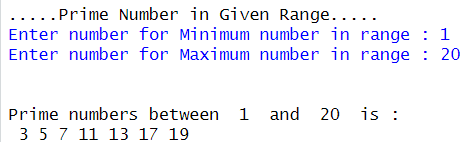 .....Prime Number in Given Range.....
Enter number for Minimum number in range : 1
Enter number for Maximum number in range : 20
Prime numbers between  1  and  20  is :
 3 5 7 11 13 17 19